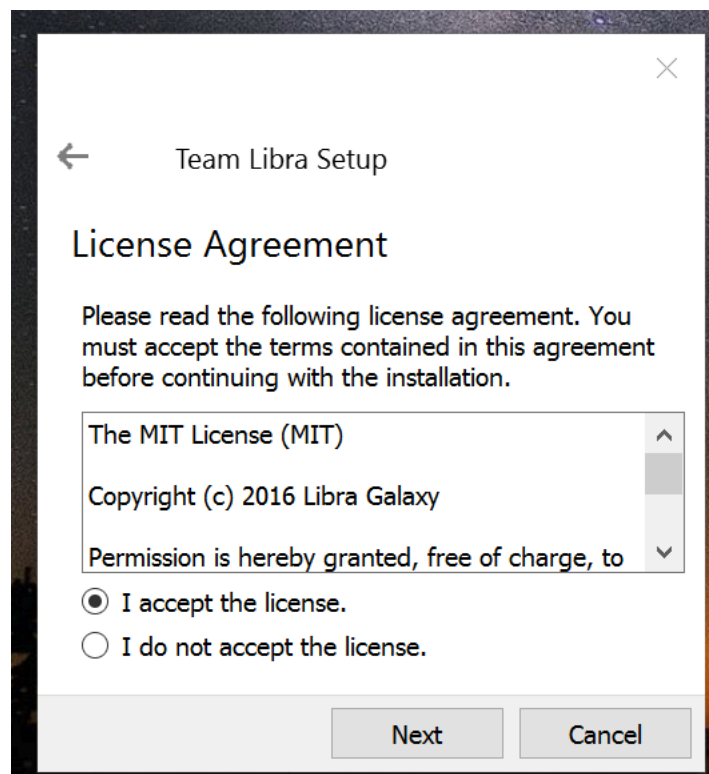 Team Libra Setup
License Agreement
Please read the following license agreement. You
must accept the terms contained in this agreement
before continuing with the installation.
The MIT License (MIT)
Copyright (c) 2016 Libra Galaxy
Permission is hereby granted, free of charge, to
I accept the license.
I do not accept the license.
Next
Cancel